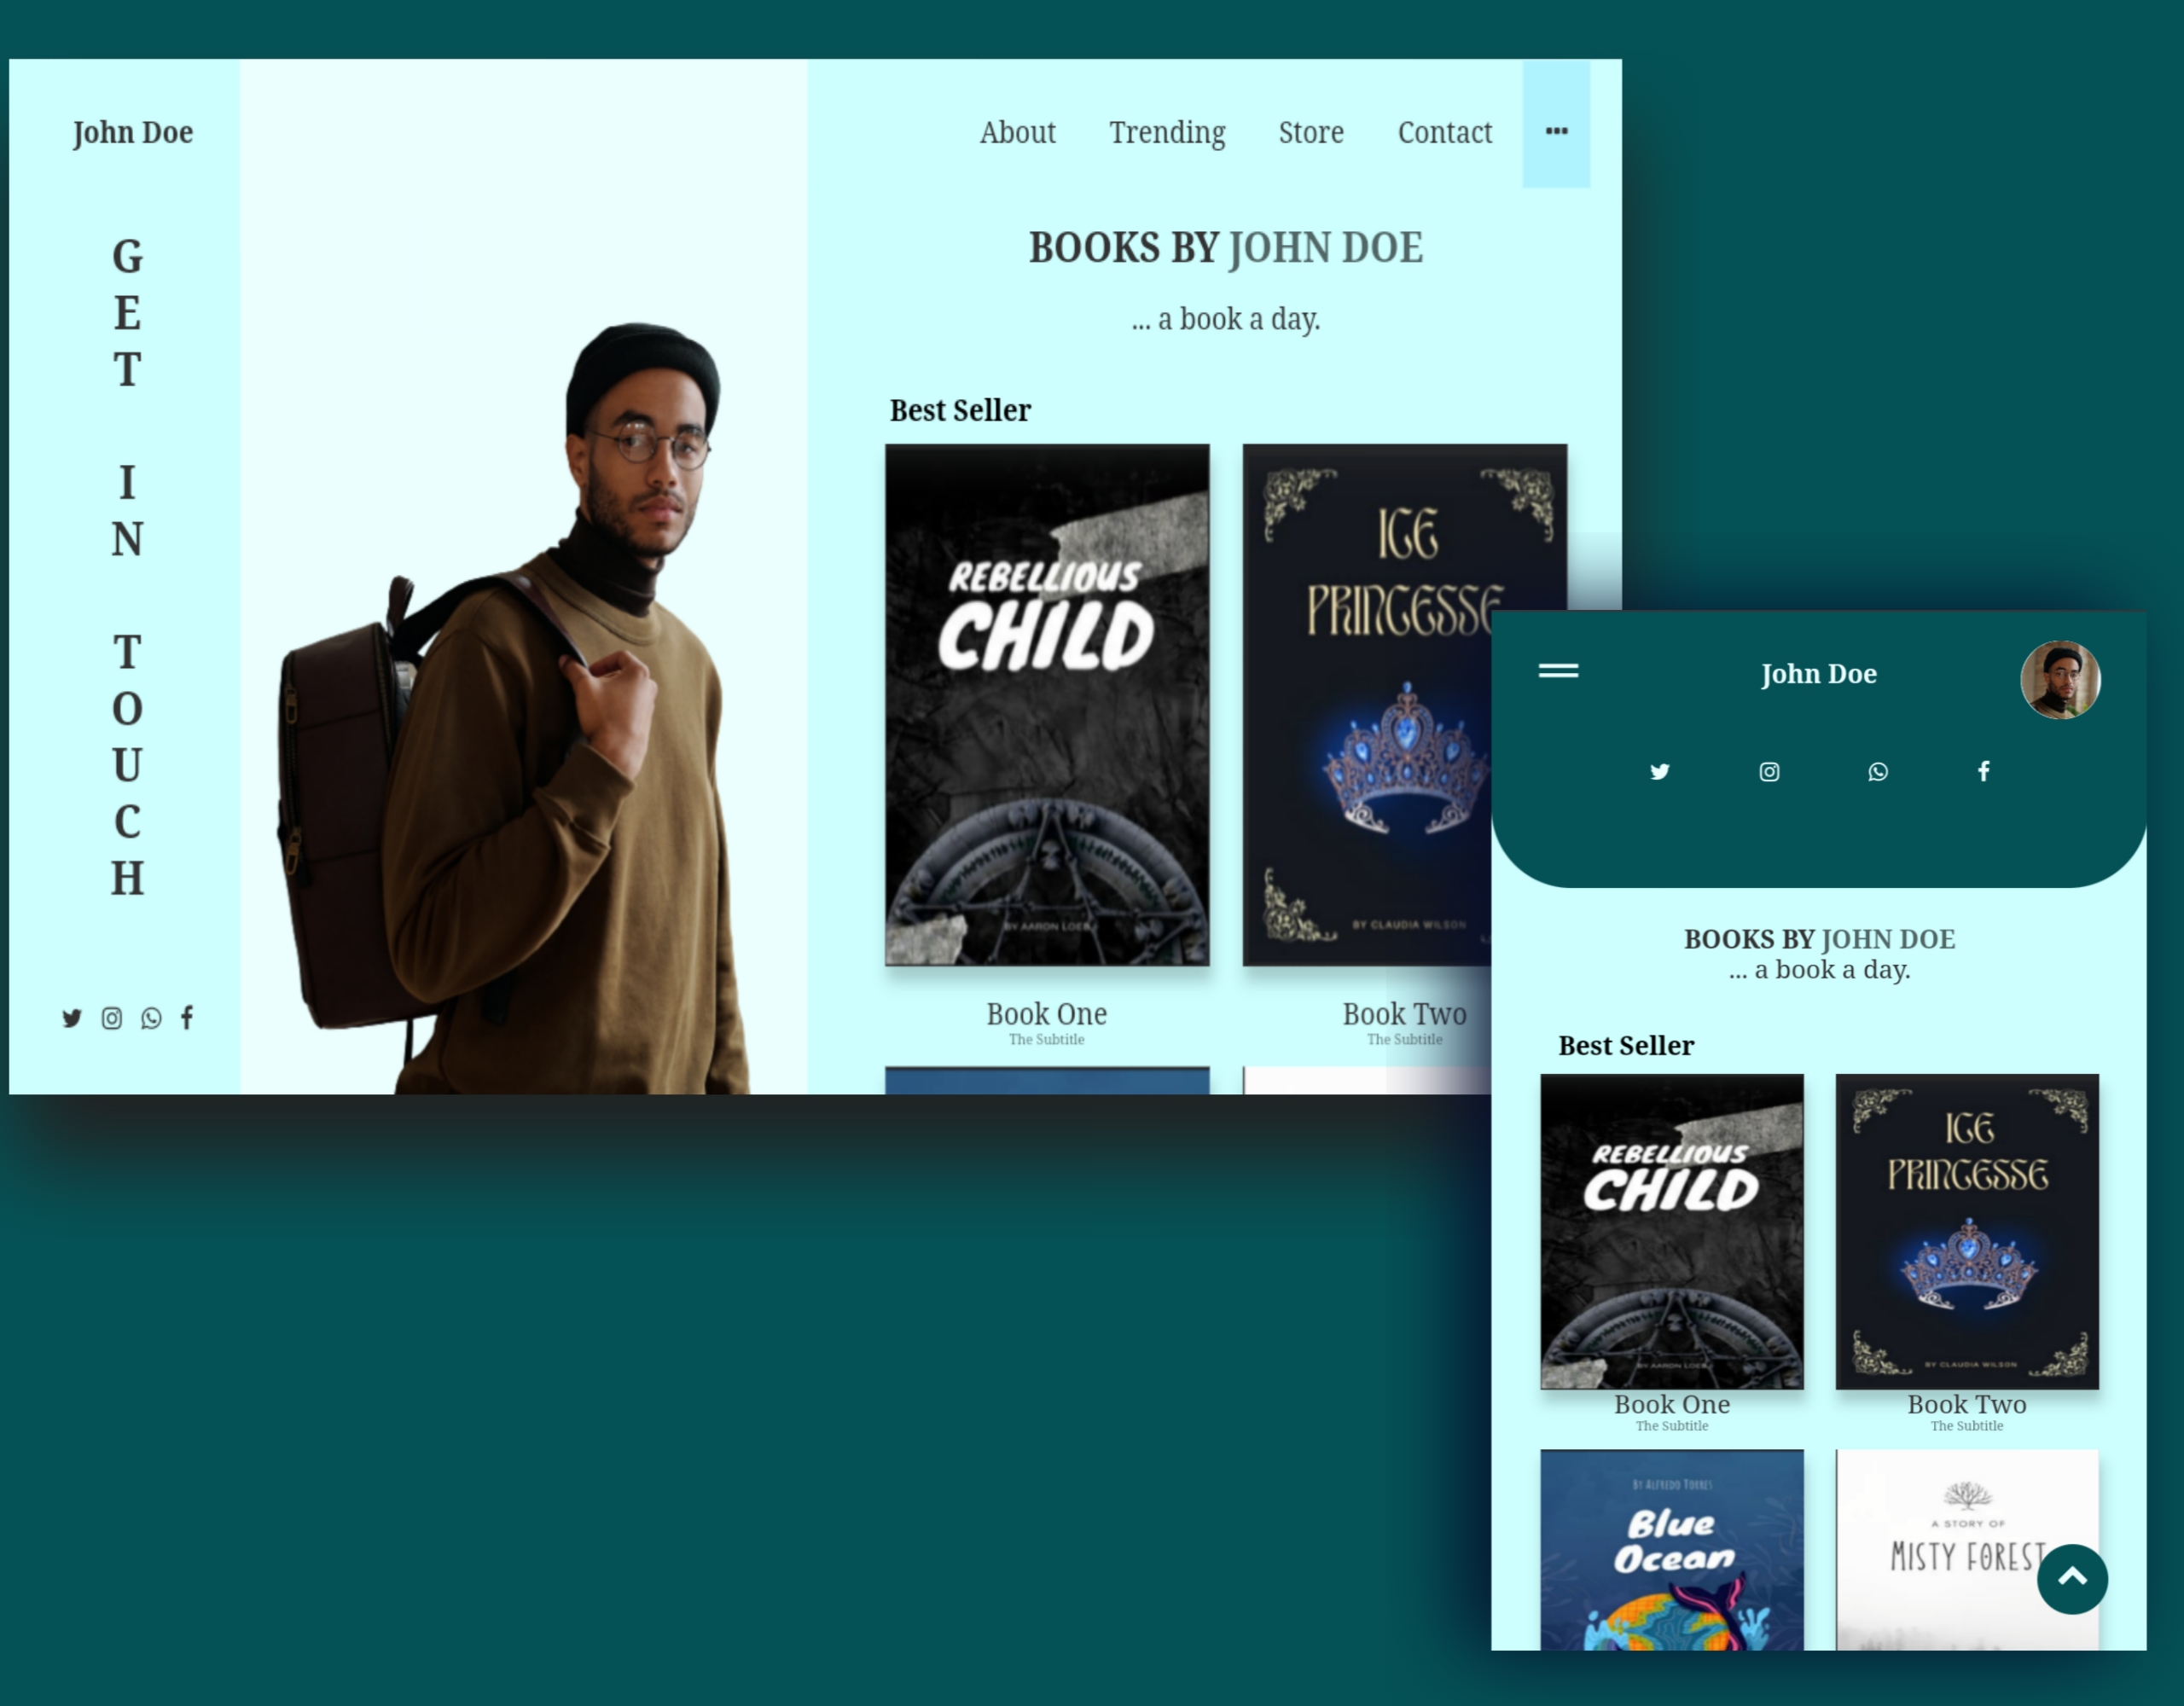 John Doe
About Trending Store Contact
G
E
T
I
N
T
O
U
C
H
BOOKS BY JOHN DOE
... a book a day.
Best Seller
REBELLIOUS
CHILD
BY AARON LOEB
Book One
The Subtitle
ICE
PRINCESSE
BY CLAUDIA WILSON
Book Two
The Subtitle
John Doe
BOOKS BY JOHN DOE
... a book a day.
Best Seller
REBELLIOUS
CHILD
BY AARON LOEB
Book One
The Subtitle
ICE
PRINCESSE
BY CLAUDIA WILSON
Book Two
The Subtitle
BY ALFREDO TORRES
Blue
Ocean
A STORY OF
MISTY FOREST